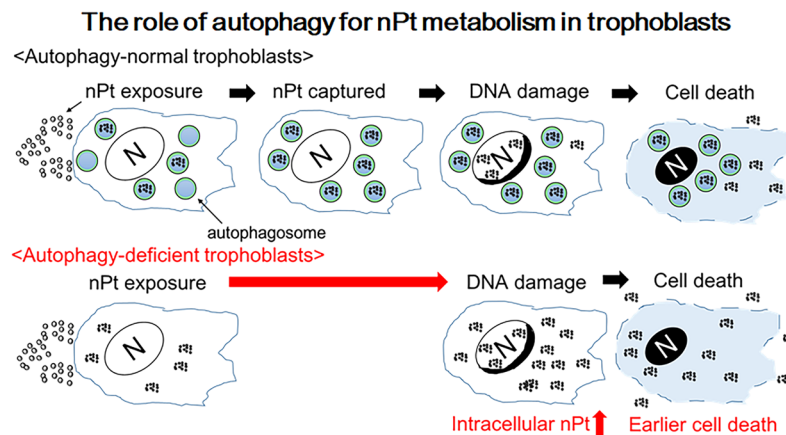 The role of autophagy for nPt metabolism in trophoblasts
<Autophagy-normal trophoblasts>
nPt exposure nPt captured DNA damage Cell death
N N N N
autophagosome
<Autophagy-deficient trophoblasts>
nPt exposure DNA damage Cell death
N N N
Intracellular nPt Earlier cell death